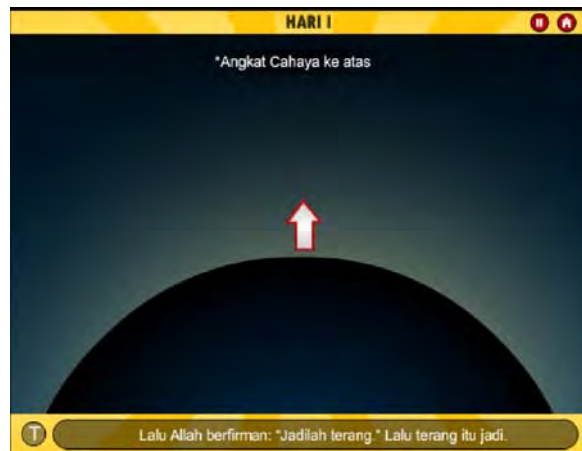 HARI I
*Angkat Cahaya ke atas
T
Lalu Allah berfirman: "Jadilah terang." Lalu terang itu jadi.